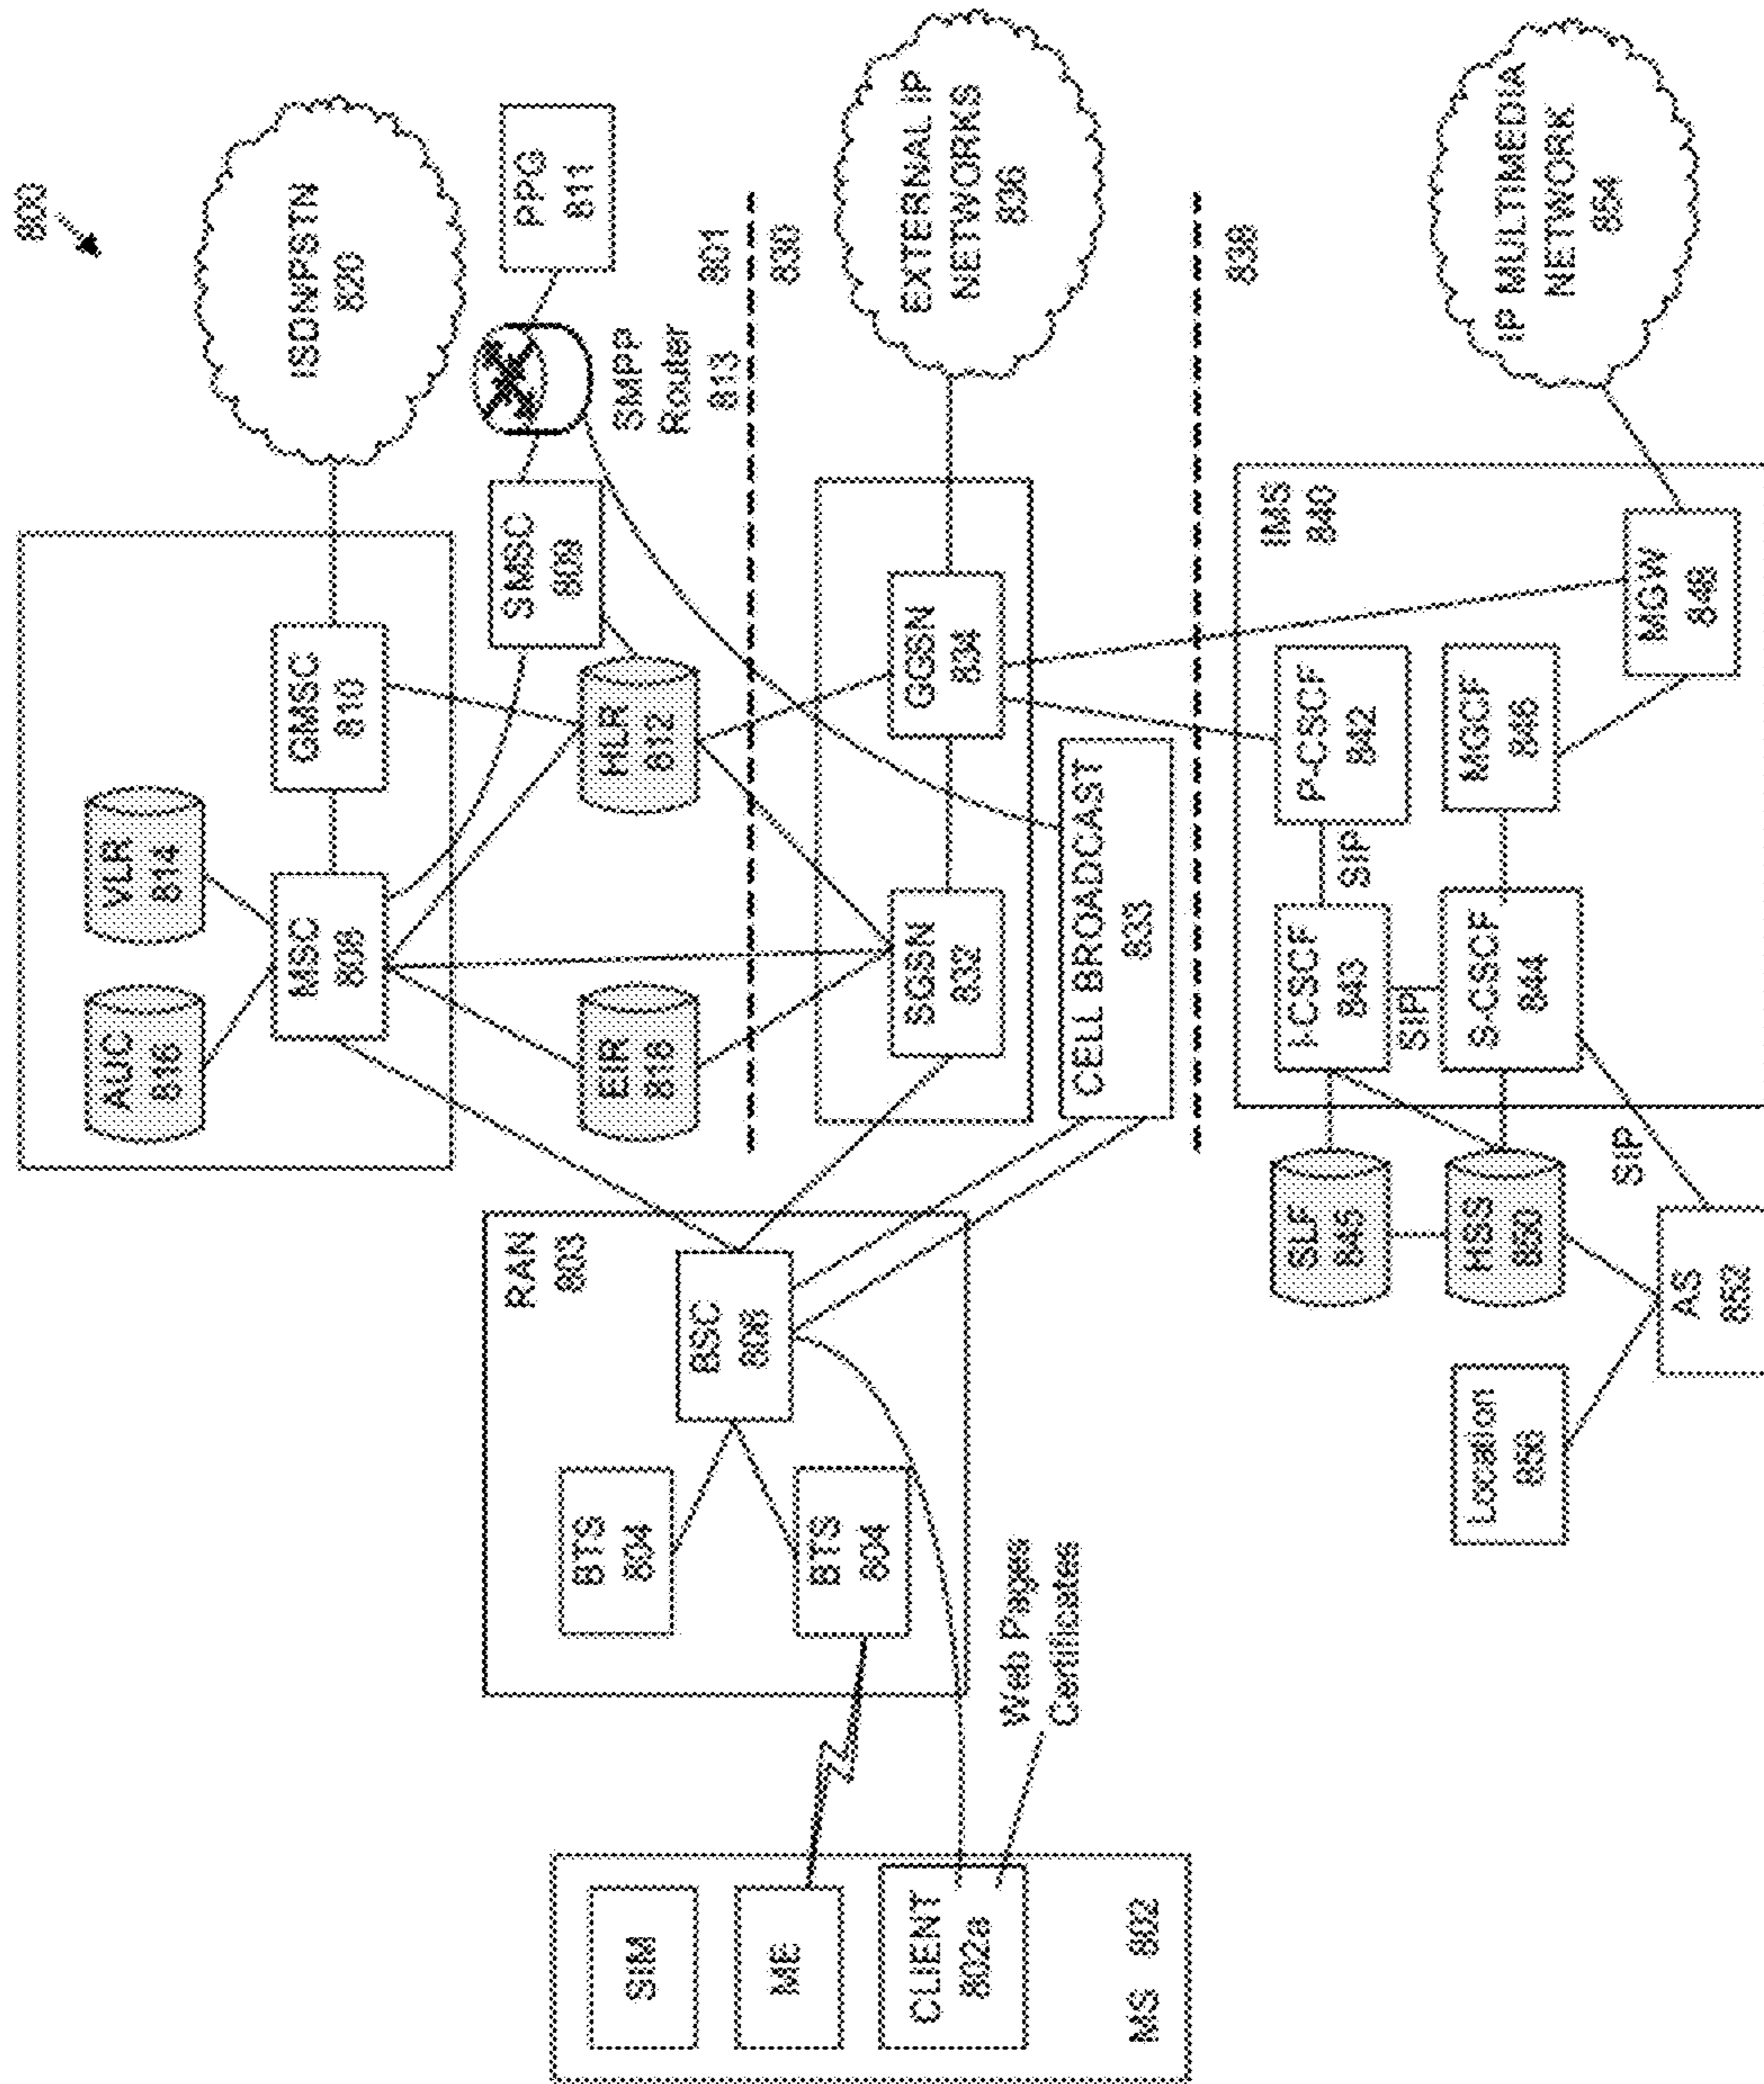 800
AUC
816
VLR
814
MSC
808
GMSC
810
ISDN/PSTN
820
SMSC
809
PPG
811
SMPP
Router
813
EIR
818
HLR
812
801
830
RAN
803
BTS
804
BTS
804
BSC
806
SIM
ME
CLIENT
802a
MS 802
Web Pages
Certificates
SGSN
832
GGSN
834
EXTERNAL IP
NETWORKS
836
CELL BROADCAST
833
838
IMS
840
I-CSCF
843
SIP
P-CSCF
842
SIP
S-CSCF
844
MGCF
846
MGW
848
IP MULTIMEDIA
NETWORK
854
SLF
845
HSS
850
SIP
Location
856
AS
852